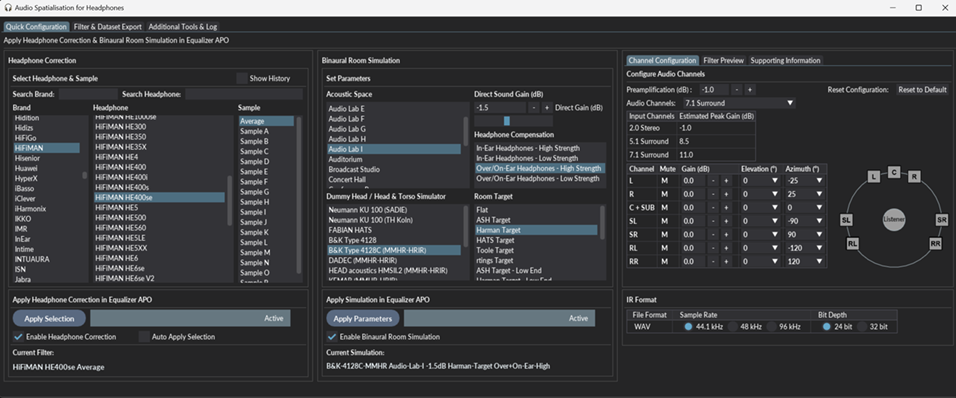 Audio Spatialisation for Headphones
Quick Configuration Filter & Dataset Export Additional Tools & Log
Apply Headphone Correction & Binaural Room Simulation in Equalizer APO
Headphone Correction
Select Headphone & Sample Show History
Search Brand: Search Headphone:
Brand
Hidition
Hidizs
HiFiGo
HiFiMAN
Hisenior
Huawei
HyperX
iBasso
iClever
iHarmonix
IKKO
IMR
InEar
Intime
INTUAURA
ISN
Jabra
Headphone
HiFiMAN HE1000se
HiFiMAN HE300
HiFiMAN HE350
HiFiMAN HE35X
HiFiMAN HE4
HiFiMAN HE400
HiFiMAN HE400i
HiFiMAN HE400s
HiFiMAN HE400se
HiFiMAN HE5
HiFiMAN HE500
HiFiMAN HE560
HiFiMAN HE5LE
HiFiMAN HE5XX
HiFiMAN HE6
HiFiMAN HE6se
HiFiMAN HE6se V2
Sample
Average
Sample A
Sample B
Sample C
Sample D
Sample E
Sample F
Sample G
Sample H
Sample I
Sample J
Sample K
Sample L
Sample M
Sample N
Sample O
Sample P
Apply Headphone Correction in Equalizer APO
Apply Selection Active
Enable Headphone Correction Auto Apply Selection
Current Filter:
HiFiMAN HE400se Average
Binaural Room Simulation
Set Parameters
Acoustic Space
Audio Lab E
Audio Lab F
Audio Lab G
Audio Lab H
Audio Lab I
Auditorium
Broadcast Studio
Concert Hall
Direct Sound Gain (dB)
-1.5 - + Direct Gain (dB)
Headphone Compensation
In-Ear Headphones - High Strength
In-Ear Headphones - Low Strength
Over/On-Ear Headphones - High Strength
Over/On-Ear Headphones - Low Strength
Dummy Head / Head & Torso Simulator
Neumann KU 100 (SADIE)
Neumann KU 100 (TH Koln)
FABIAN HATS
B&K Type 4128
B&K Type 4128C (MMHR-HRIR)
DADEC (MMHR-HRIR)
HEAD acoustics HMSII.2 (MMHR-HRIR)
KEMAR (MMHR-HRIR)
Room Target
Flat
ASH Target
Harman Target
HATS Target
Toole Target
rtings Target
ASH Target - Low End
Harman Target - Low End
Apply Simulation in Equalizer APO
Apply Parameters Active
Enable Binaural Room Simulation
Current Simulation:
B&K-4128C-MMHR Audio-Lab-I -1.5dB Harman-Target Over+On-Ear-High
Channel Configuration Filter Preview Supporting Information
Configure Audio Channels
Preamplification (dB) : -1.0 - + Reset Configuration: Reset to Default
Audio Channels: 7.1 Surround
Input Channels Estimated Peak Gain (dB)
2.0 Stereo -1.0
5.1 Surround 8.5
7.1 Surround 11.0
Channel Mute Gain (dB) Elevation (°) Azimuth (°)
L M 0.0 - + 0 -25
R M 0.0 - + 0 25
C + SUB M 0.0 - + 0 0
SL M 0.0 - + 0 -90
SR M 0.0 - + 0 90
RL M 0.0 - + 0 -120
RR M 0.0 - + 0 120
L C R
SL Listener SR
RL RR
IR Format
File Format Sample Rate Bit Depth
WAV 44.1 kHz 48 kHz 96 kHz 24 bit 32 bit